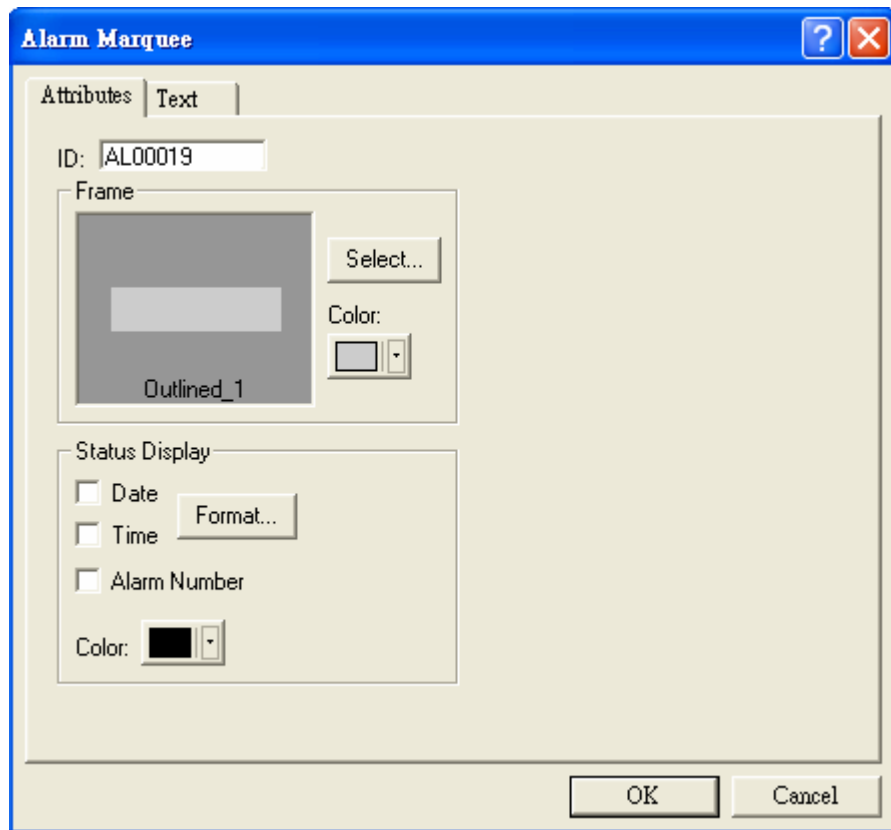 Alarm Marquee
Attributes Text
ID: AL00019
Frame
Select...
Color:
Outlined_1
Status Display
Date
Format...
Time
Alarm Number
Color:
OK Cancel